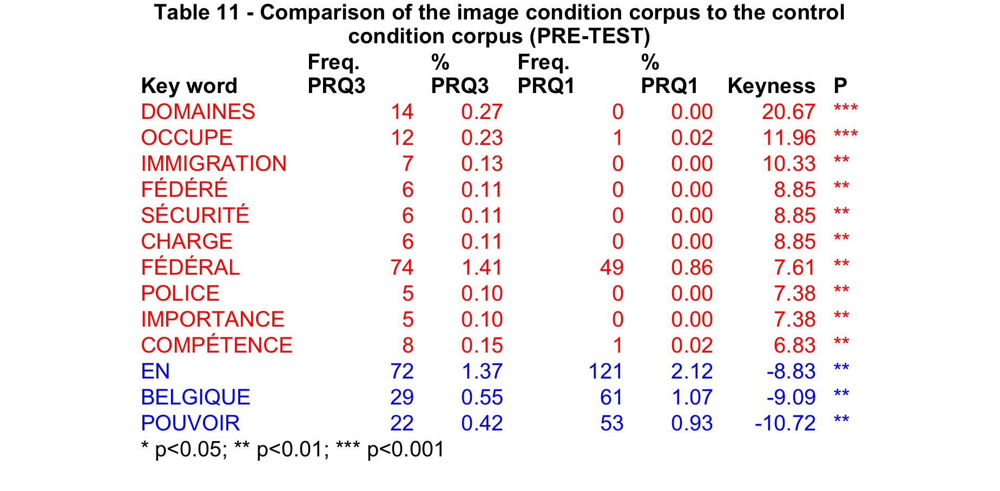 Table 11 - Comparison of the image condition corpus to the control
condition corpus (PRE-TEST)
Key word Freq. PRQ3 % PRQ3 Freq. PRQ1 % PRQ1 Keyness P
DOMAINES 14 0.27 0 0.00 20.67 ***
OCCUPE 12 0.23 1 0.02 11.96 ***
IMMIGRATION 7 0.13 0 0.00 10.33 **
FÉDÉRÉ 6 0.11 0 0.00 8.85 **
SÉCURITÉ 6 0.11 0 0.00 8.85 **
CHARGE 6 0.11 0 0.00 8.85 **
FÉDÉRAL 74 1.41 49 0.86 7.61 **
POLICE 5 0.10 0 0.00 7.38 **
IMPORTANCE 5 0.10 0 0.00 7.38 **
COMPÉTENCE 8 0.15 1 0.02 6.83 **
EN 72 1.37 121 2.12 -8.83 **
BELGIQUE 29 0.55 61 1.07 -9.09 **
POUVOIR 22 0.42 53 0.93 -10.72 **
* p<0.05; ** p<0.01; *** p<0.001